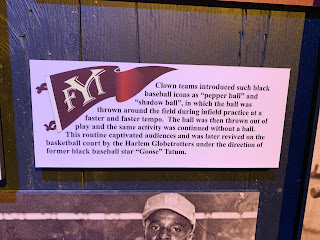 FYI
Clown teams introduced such black
baseball icons as “pepper ball” and
“shadow ball”, in which the ball was
thrown around the field during infield practice at a
faster and faster tempo. The ball was then thrown out of
play and the same activity was continued without a ball.
This routine captivated audiences and was later revived on the
basketball court by the Harlem Globetrotters under the direction of
former black baseball star “Goose” Tatum.